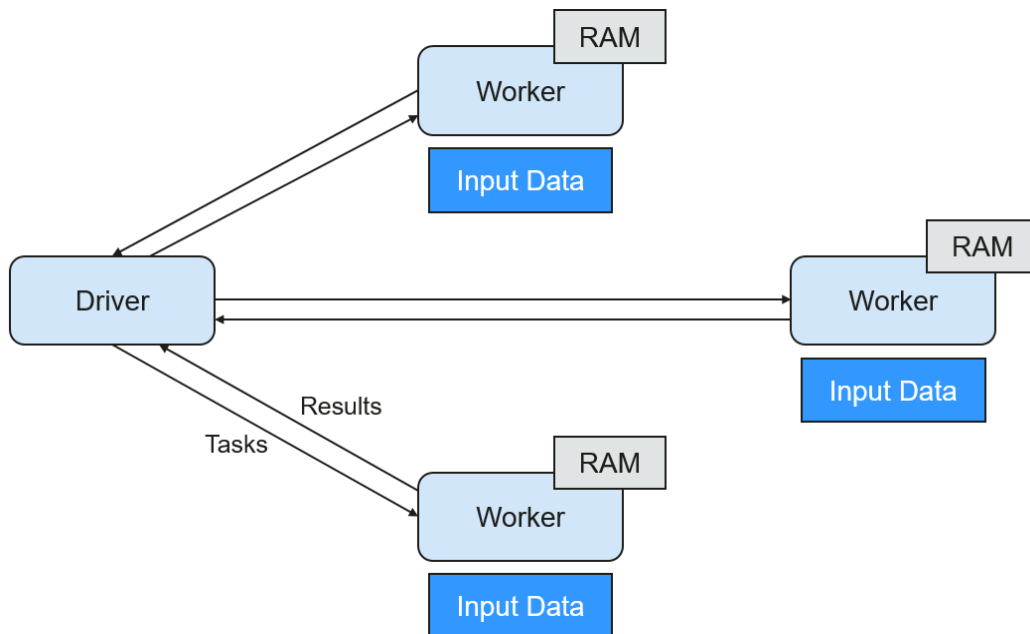 RAM
Worker
Input Data
RAM
Driver
Worker
Input Data
Results
Tasks
RAM
Worker
Input Data